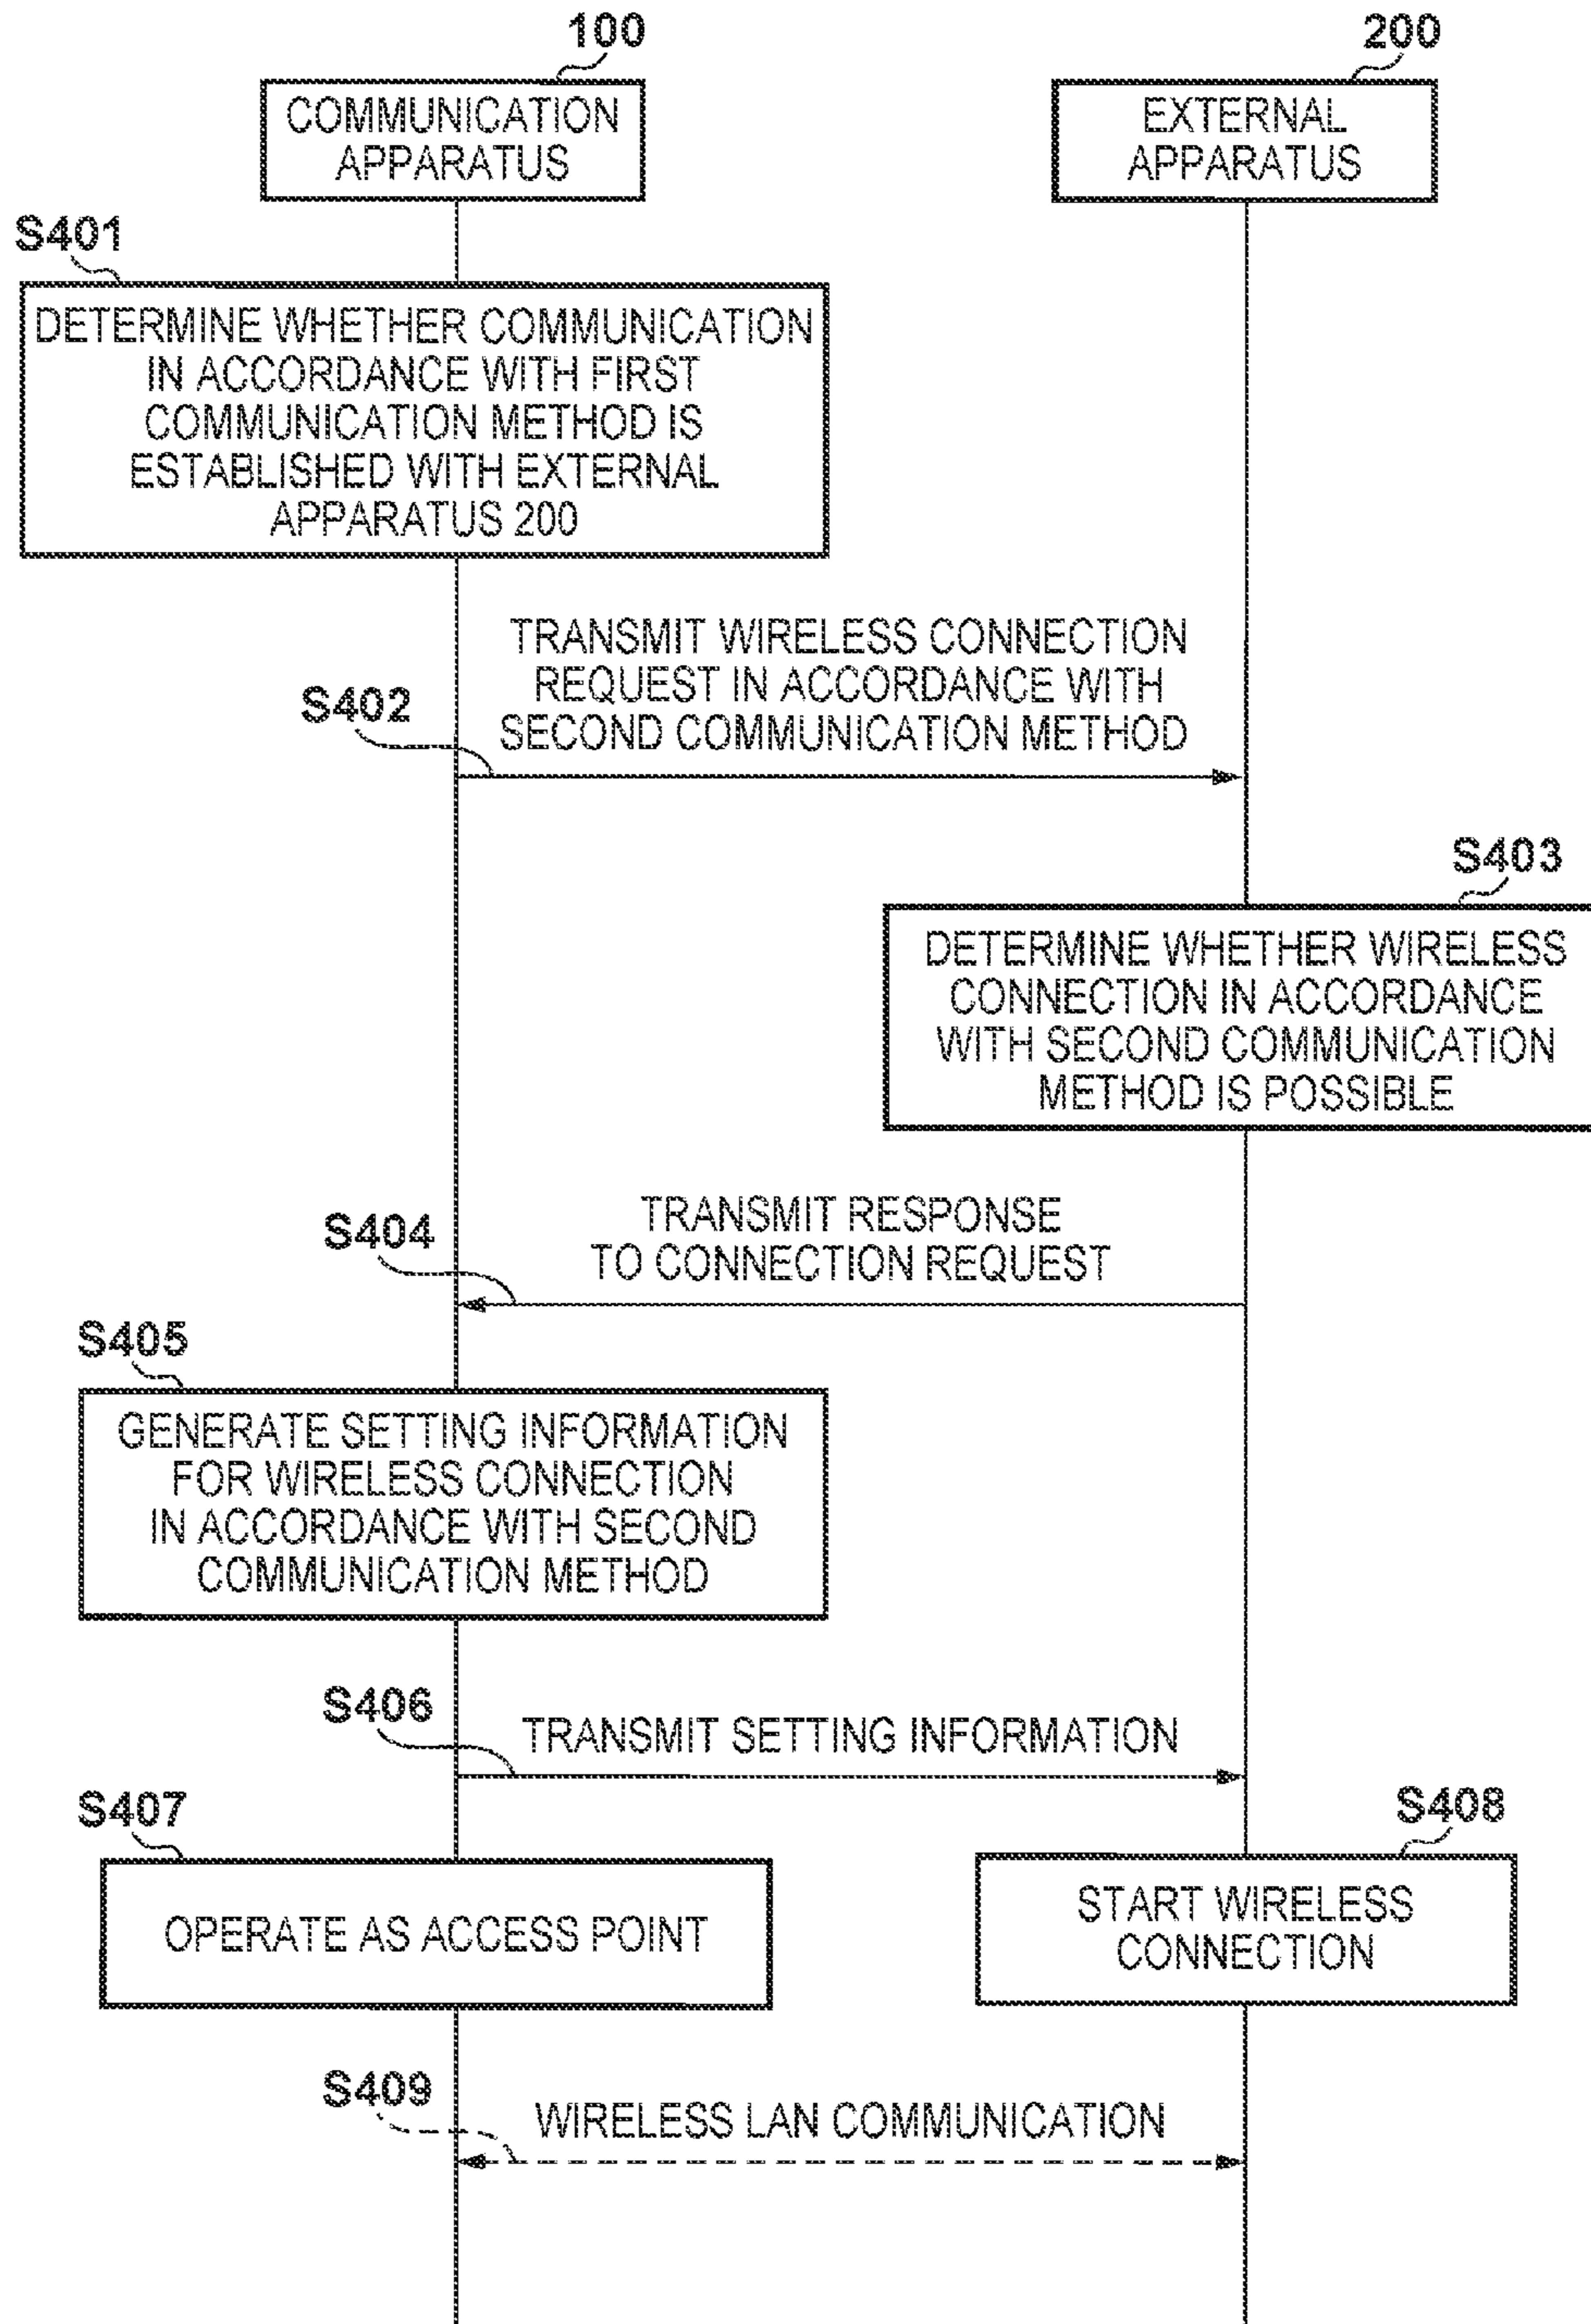 100
200
COMMUNICATION
APPARATUS
EXTERNAL
APPARATUS
S401
DETERMINE WHETHER COMMUNICATION
IN ACCORDANCE WITH FIRST
COMMUNICATION METHOD IS
ESTABLISHED WITH EXTERNAL
APPARATUS 200
TRANSMIT WIRELESS CONNECTION
REQUEST IN ACCORDANCE WITH
SECOND COMMUNICATION METHOD
S402
S403
DETERMINE WHETHER WIRELESS
CONNECTION IN ACCORDANCE
WITH SECOND COMMUNICATION
METHOD IS POSSIBLE
TRANSMIT RESPONSE
TO CONNECTION REQUEST
S404
S405
GENERATE SETTING INFORMATION
FOR WIRELESS CONNECTION
IN ACCORDANCE WITH SECOND
COMMUNICATION METHOD
S406
TRANSMIT SETTING INFORMATION
S407
S408
OPERATE AS ACCESS POINT
START WIRELESS
CONNECTION
S409
WIRELESS LAN COMMUNICATION